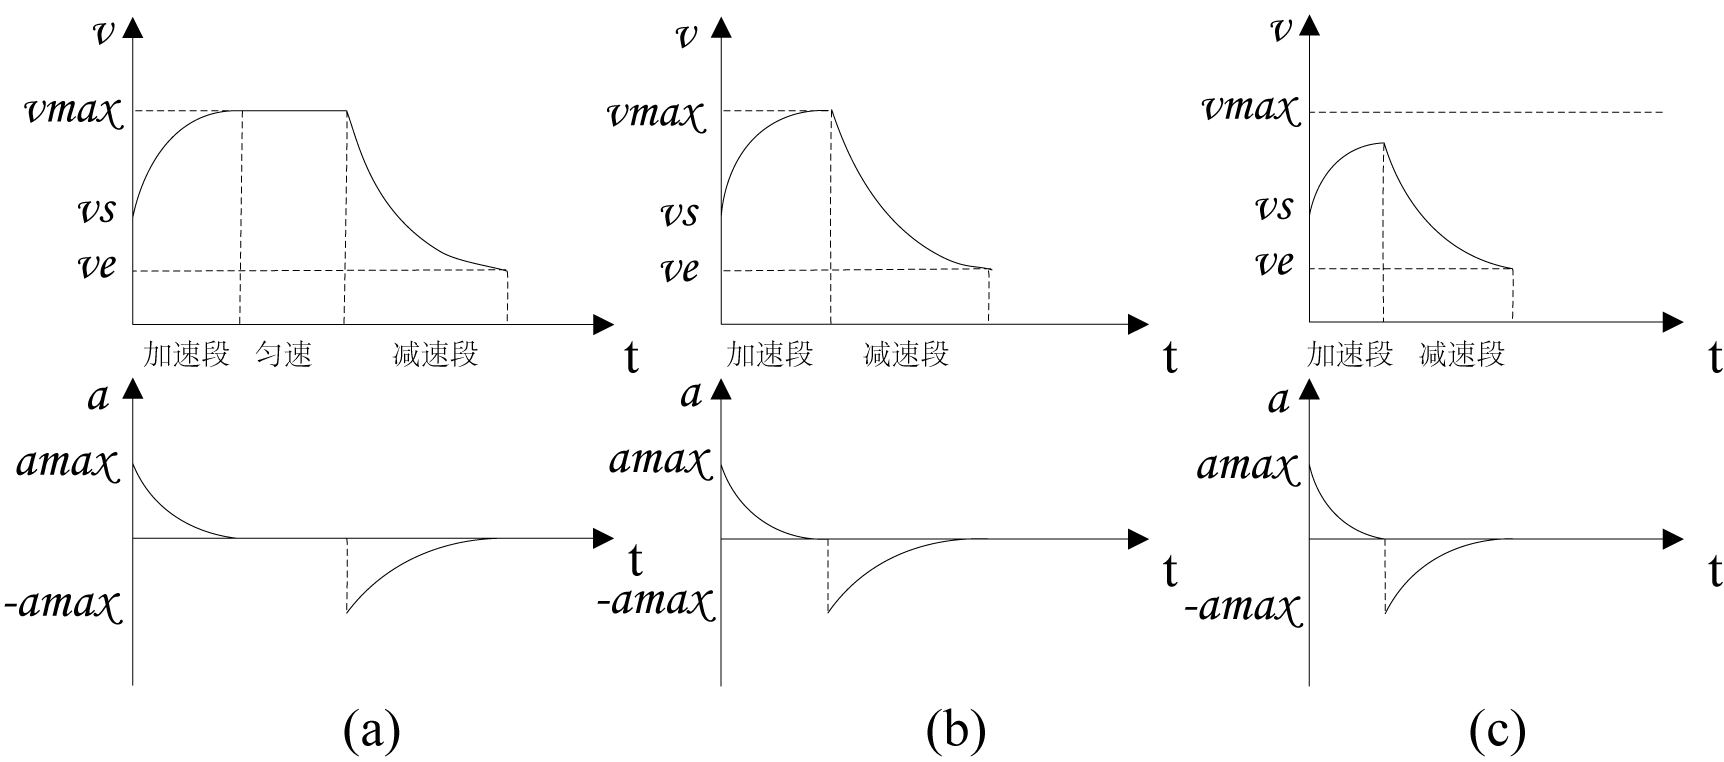 v
vmax
vs
ve
加速段 匀速 减速段 t
a
amax
t
-amax
(a)
v
vmax
vs
ve
加速段 减速段 t
a
amax
t
-amax
(b)
v
vmax
vs
ve
加速段 减速段 t
a
amax
t
-amax
(c)